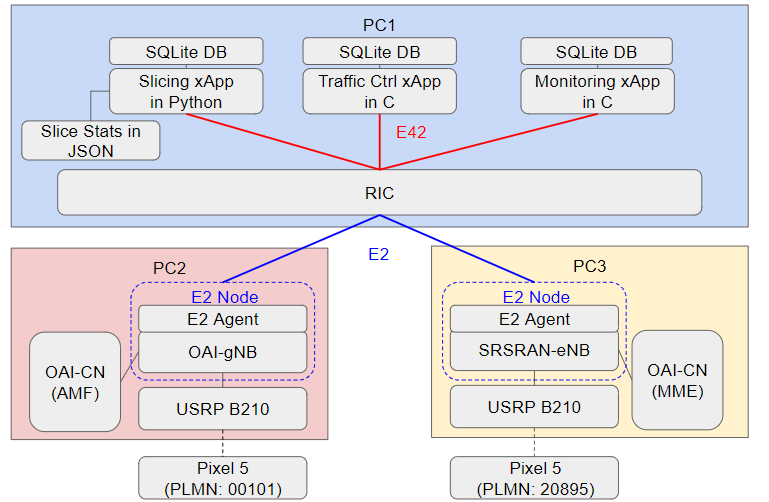 PC1
SQLite DB
SQLite DB
SQLite DB
Slicing xApp
in Python
Traffic Ctrl xApp
in C
Monitoring xApp
in C
Slice Stats in
JSON
E42
RIC
E2
PC2
E2 Node
E2 Agent
OAI-gNB
OAI-CN
(AMF)
USRP B210
Pixel 5
(PLMN: 00101)
PC3
E2 Node
E2 Agent
SRSRAN-eNB
OAI-CN
(MME)
USRP B210
Pixel 5
(PLMN: 20895)